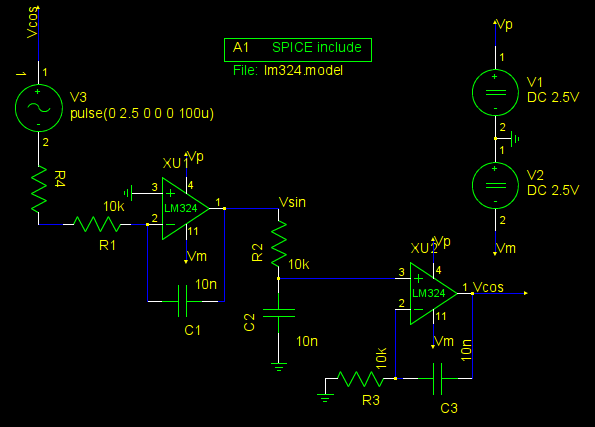 Vcos
1
1
V3
pulse(0 2.5 0 0 0 100u)
2
R4
A1 SPICE include
File: lm324.model
Vp
1
V1
DC 2.5V
2
1
V2
DC 2.5V
2
Vm
XU1
Vp
3
4
1
LM324
2
11
Vm
10k
R1
10n
C1
Vsin
R2
10k
C2
10n
XU2
Vp
3
4
1
Vcos
LM324
2
11
Vm
10k
R3
10n
C3